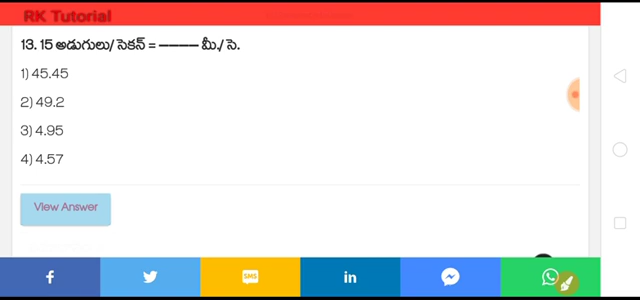 RK Tutorial
13. 15 అడుగులు/ సెకన్ = ---- మీ./ సె.
1) 45.45
2) 49.2
3) 4.95
4) 4.57
View Answer
f
SMS
in